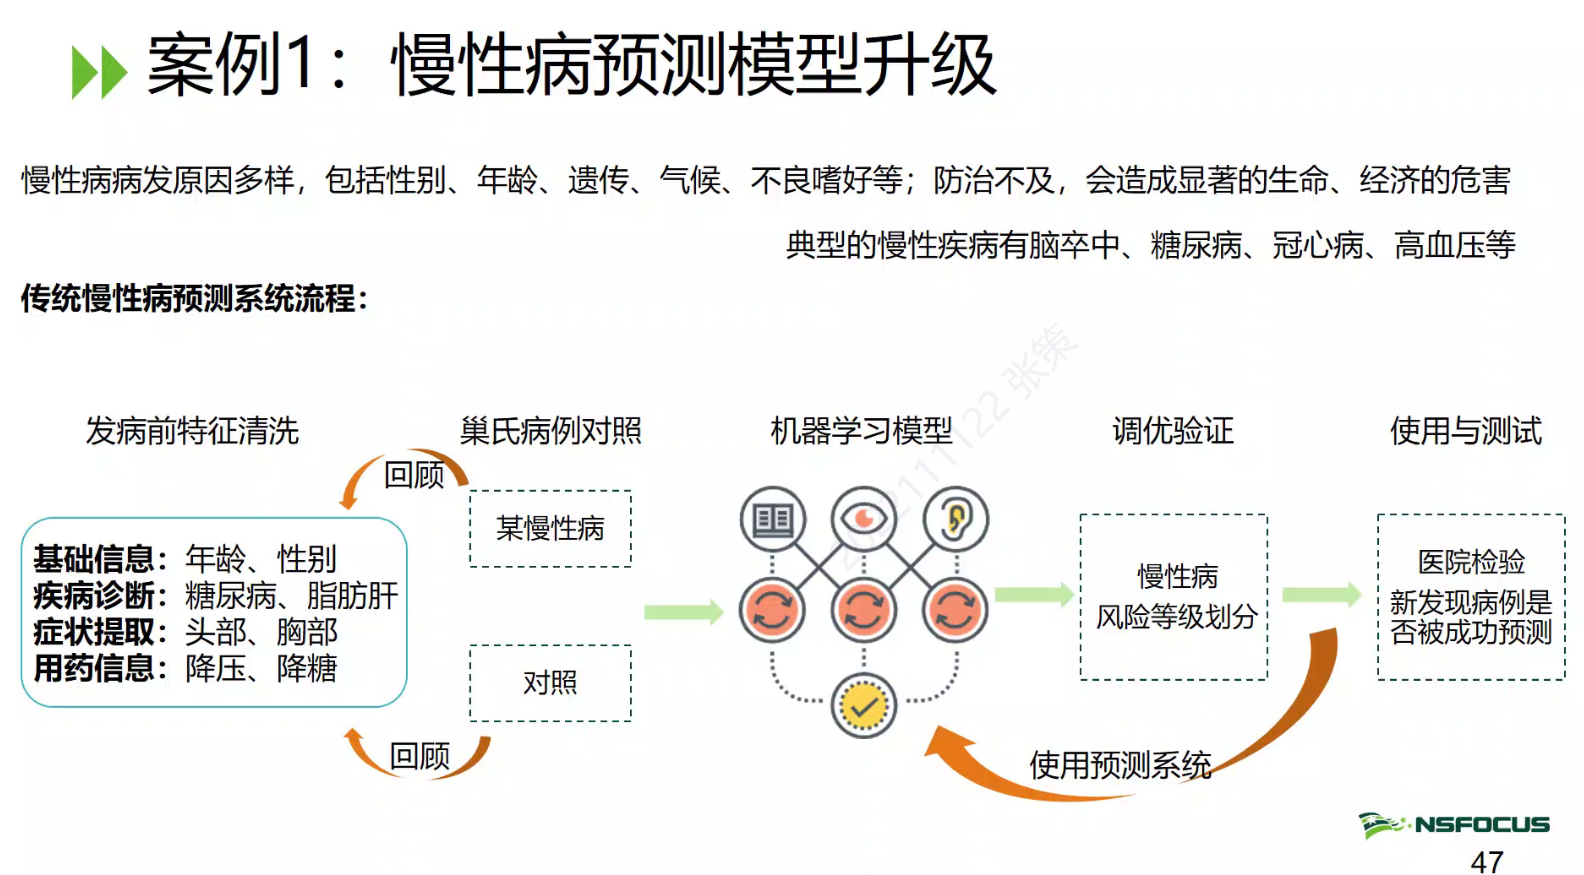 案例1：慢性病预测模型升级
慢性病病发原因多样，包括性别、年龄、遗传、气候、不良嗜好等；防治不及，会造成显著的生命、经济的危害
典型的慢性疾病有脑卒中、糖尿病、冠心病、高血压等
传统慢性病预测系统流程：
发病前特征清洗
巢氏病例对照
机器学习模型
调优验证
使用与测试
回顾
基础信息：年龄、性别
疾病诊断：糖尿病、脂肪肝
症状提取：头部、胸部
用药信息：降压、降糖
某慢性病
对照
回顾
慢性病
风险等级划分
医院检验
新发现病例是
否被成功预测
使用预测系统
2021111122 张策
NSFOCUS
47